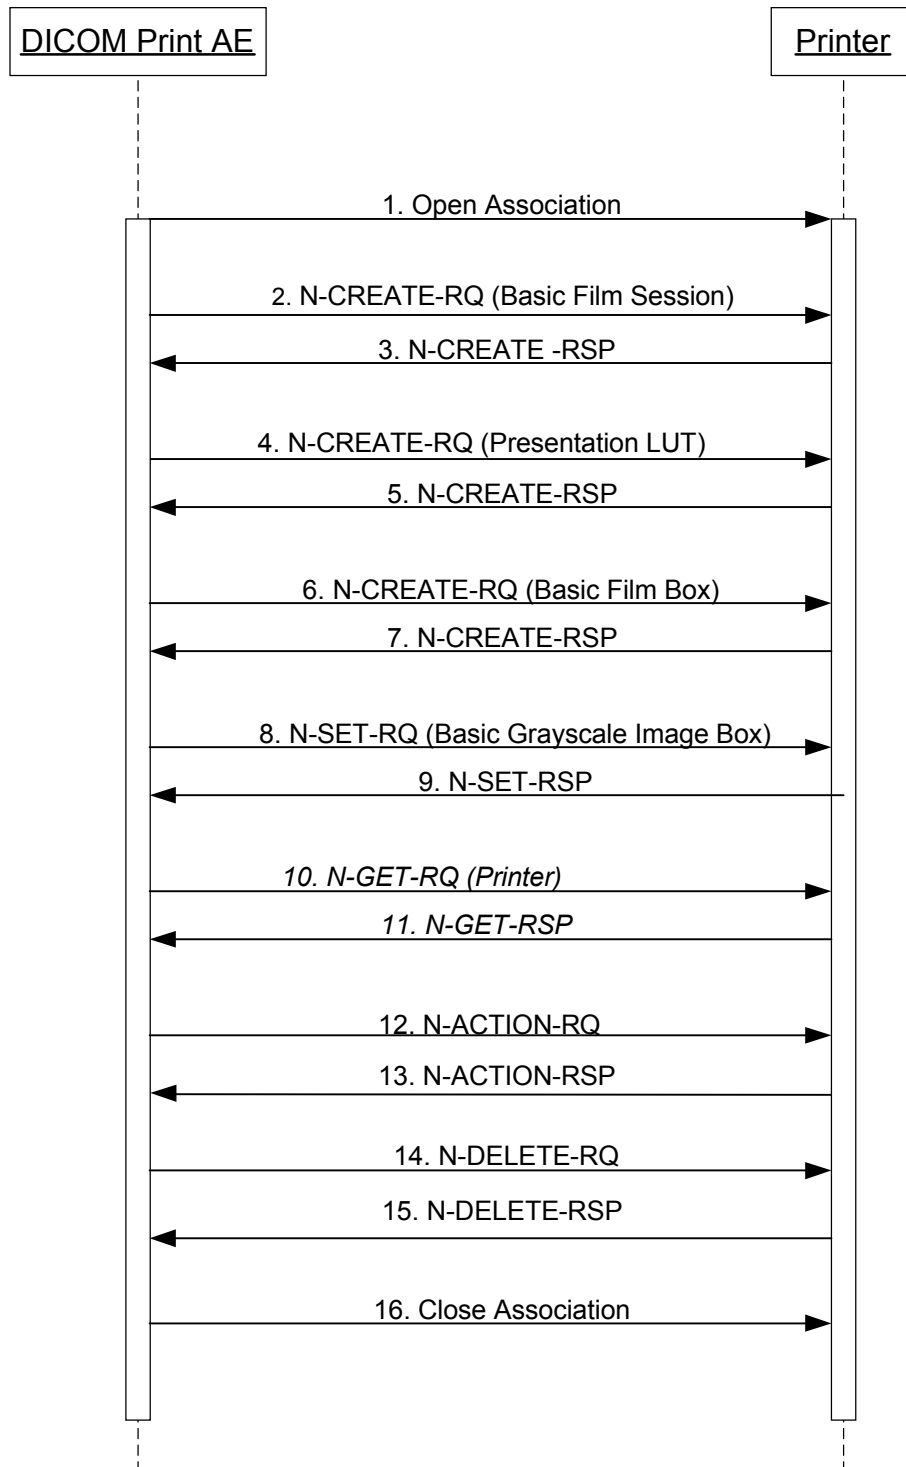 DICOM Print AE
Printer
1. Open Association
2. N-CREATE-RQ (Basic Film Session)
3. N-CREATE -RSP
4. N-CREATE-RQ (Presentation LUT)
5. N-CREATE-RSP
6. N-CREATE-RQ (Basic Film Box)
7. N-CREATE-RSP
8. N-SET-RQ (Basic Grayscale Image Box)
9. N-SET-RSP
10. N-GET-RQ (Printer)
11. N-GET-RSP
12. N-ACTION-RQ
13. N-ACTION-RSP
14. N-DELETE-RQ
15. N-DELETE-RSP
16. Close Association